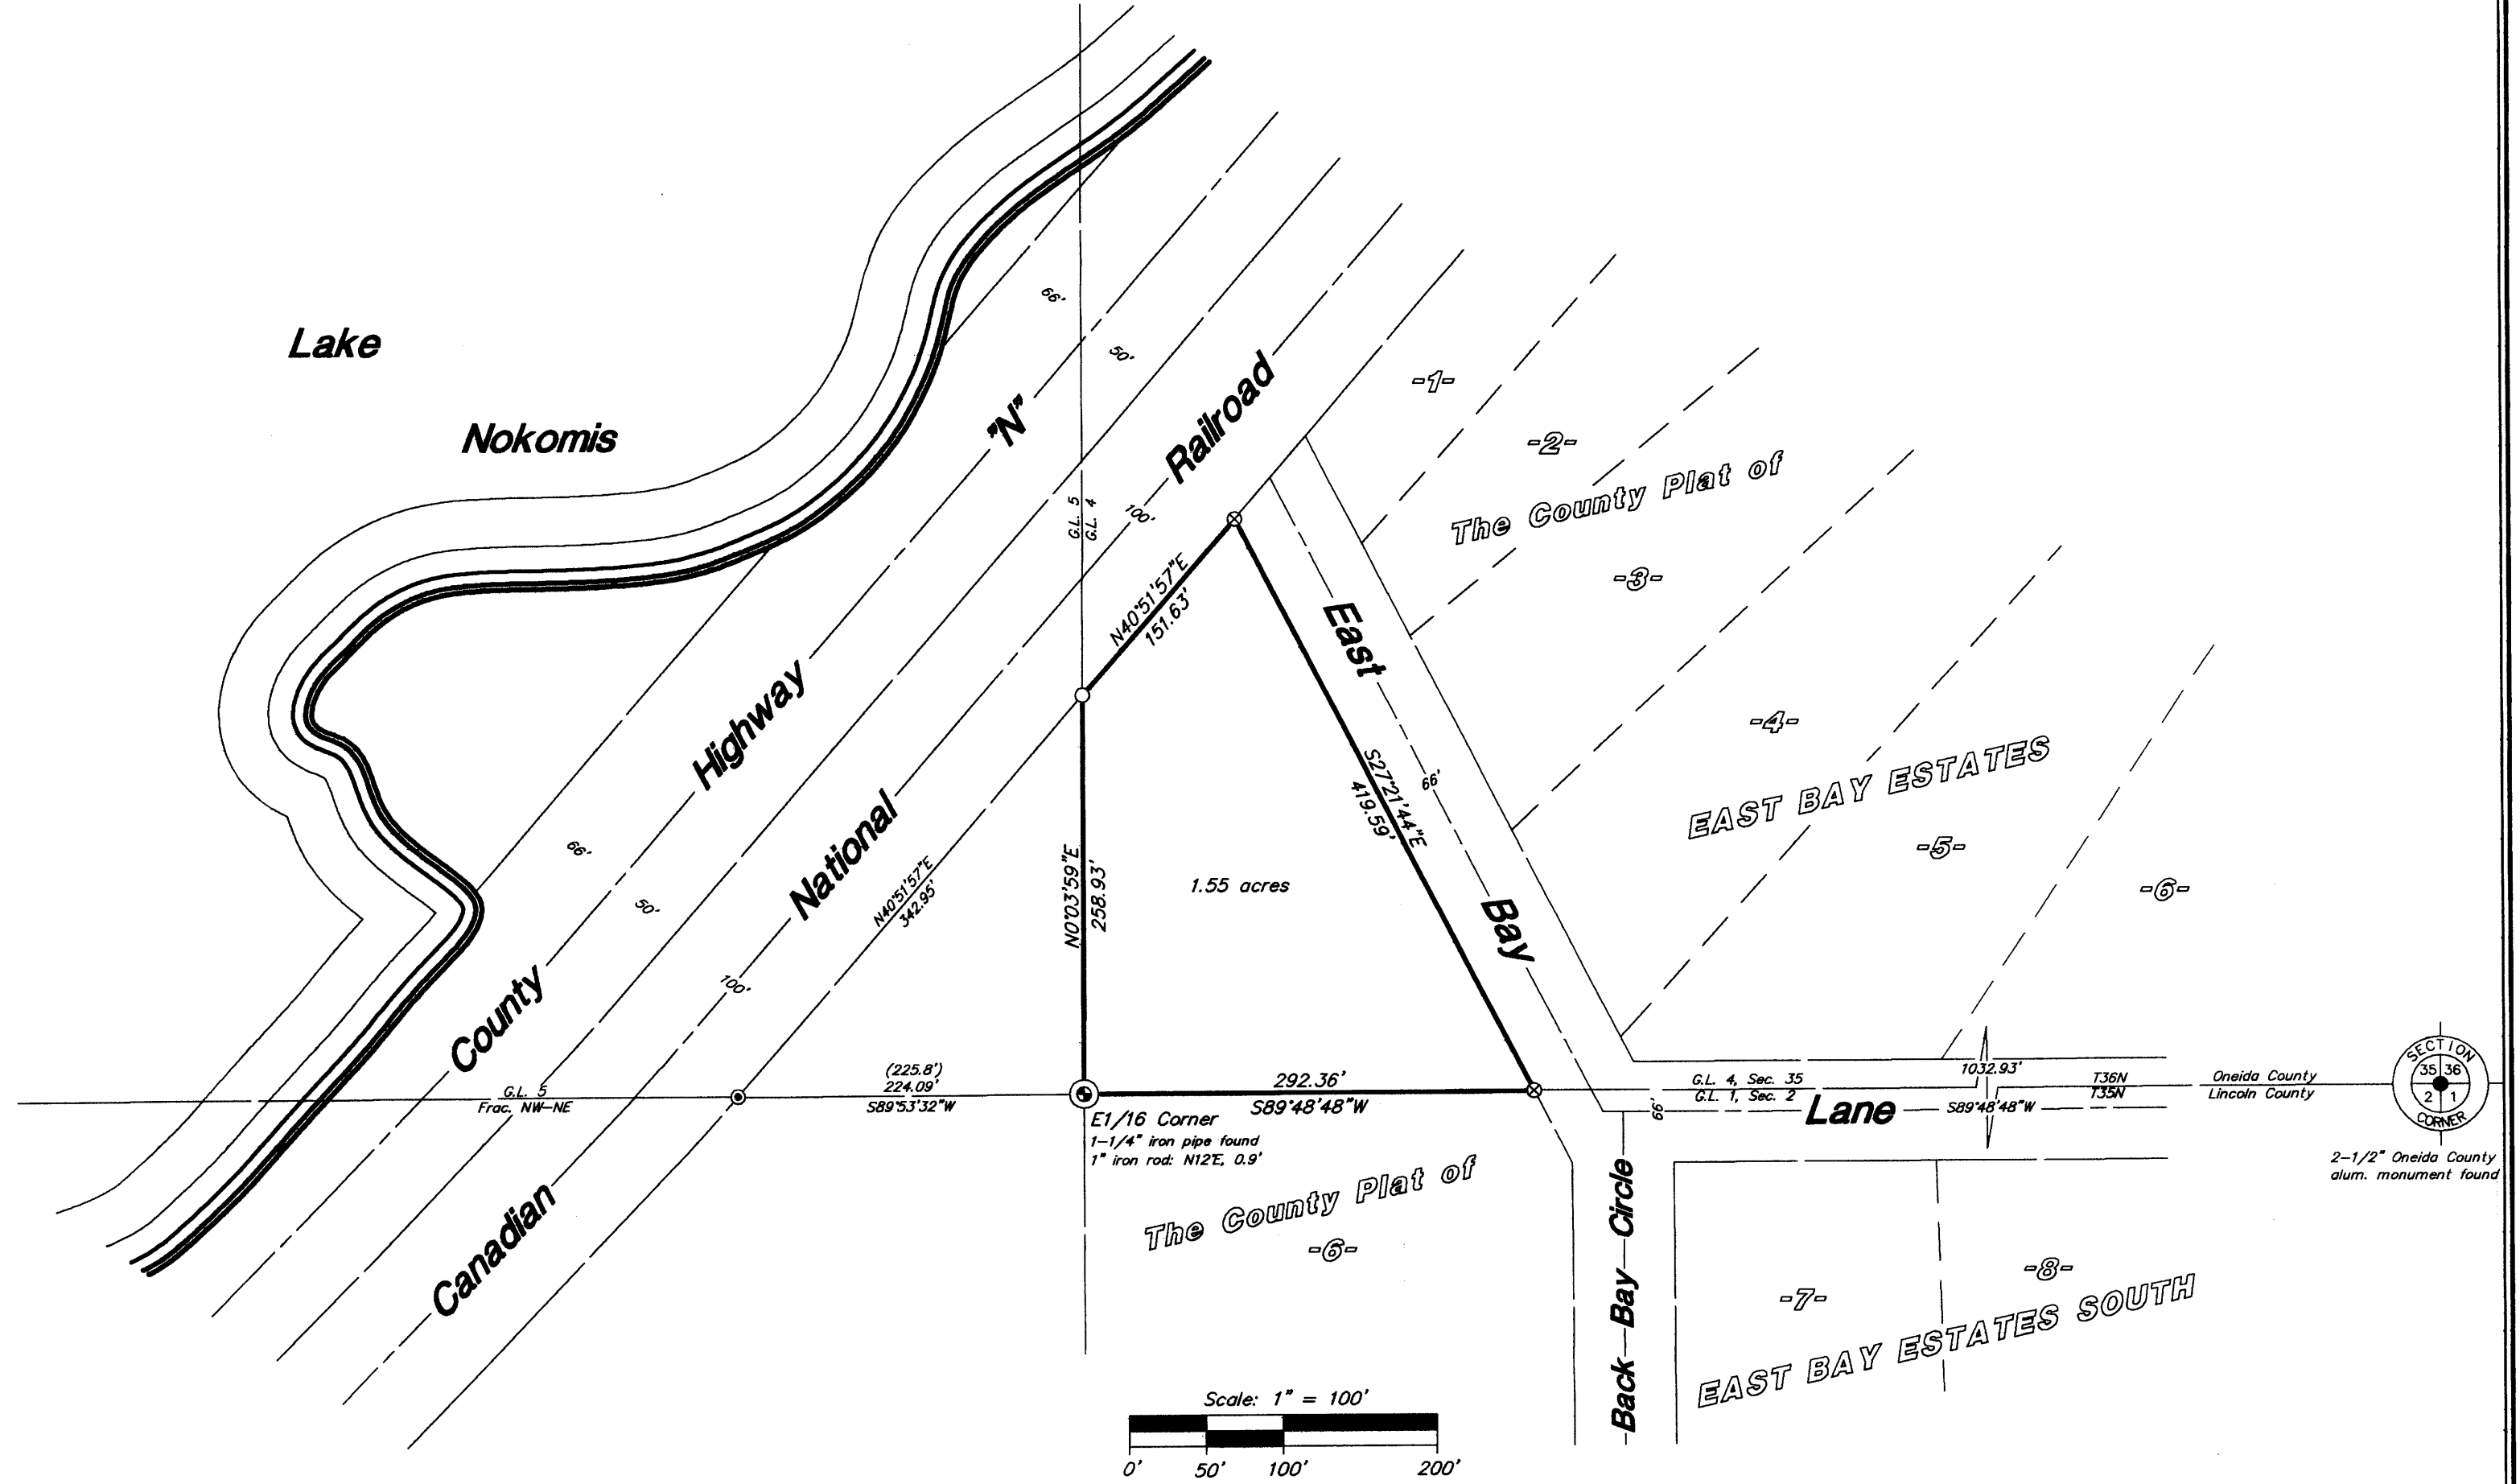 Lake
Nokomis
County Highway "N"
Canadian National Railroad
66'
50'
100'
66'
50'
100'
G.L. 5
G.L. 4
N40°51'57"E
151.63'
N40°51'57"E
342.95'
N0°03'59"E
258.93'
1.55 acres
S27°21'44"E
419.59'
66'
East Bay Lane
-1-
-2-
The County Plat of
-3-
-4-
EAST BAY ESTATES
-5-
-6-
G.L. 5
Frac. NW-NE
(225.8')
224.09'
S89°53'32"W
292.36'
S89°48'48"W
E1/16 Corner
1-1/4" iron pipe found
1" iron rod: N12°E, 0.9'
G.L. 4, Sec. 35
G.L. 1, Sec. 2
66'
1032.93'
S89°48'48"W
T36N
T35N
Oneida County
Lincoln County
SECTION
35 36
2 1
CORNER
2-1/2" Oneida County
alum. monument found
The County Plat of
-6-
Back Bay Circle
-7-
-8-
EAST BAY ESTATES SOUTH
Scale: 1" = 100'
0' 50' 100' 200'